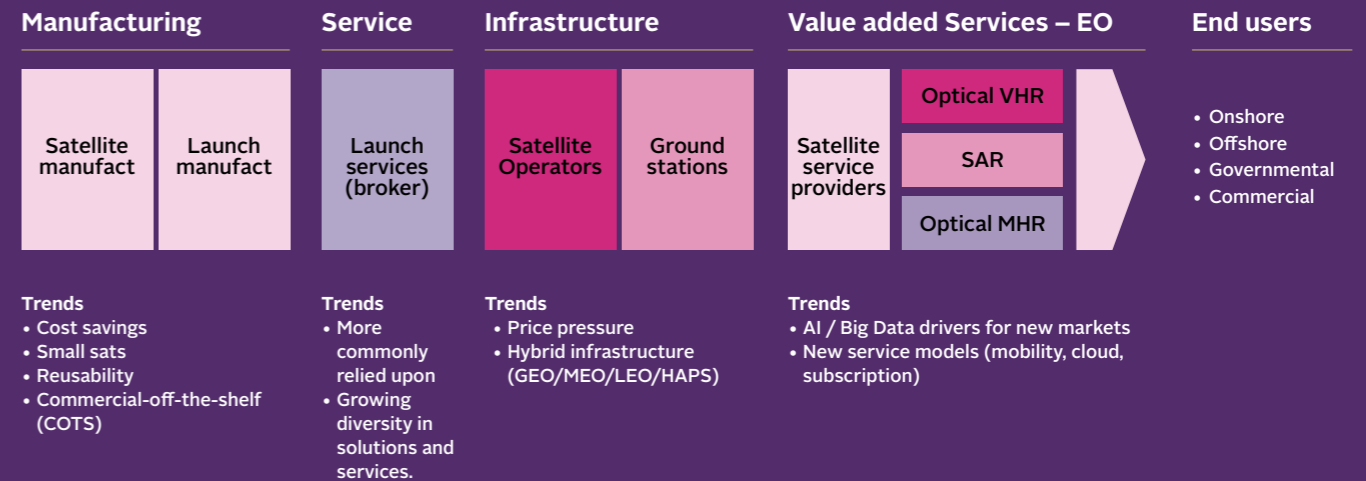 Manufacturing
Satellite
manufact
Launch
manufact
Trends
• Cost savings
• Small sats
• Reusability
• Commercial-off-the-shelf
(COTS)
Service
Launch
services
(broker)
Trends
• More
commonly
relied upon
• Growing
diversity in
solutions and
services.
Infrastructure
Satellite
Operators
Ground
stations
Trends
• Price pressure
• Hybrid infrastructure
(GEO/MEO/LEO/HAPS)
Value added Services – EO
Satellite
service
providers
Optical VHR
SAR
Optical MHR
Trends
• AI / Big Data drivers for new markets
• New service models (mobility, cloud,
subscription)
End users
• Onshore
• Offshore
• Governmental
• Commercial